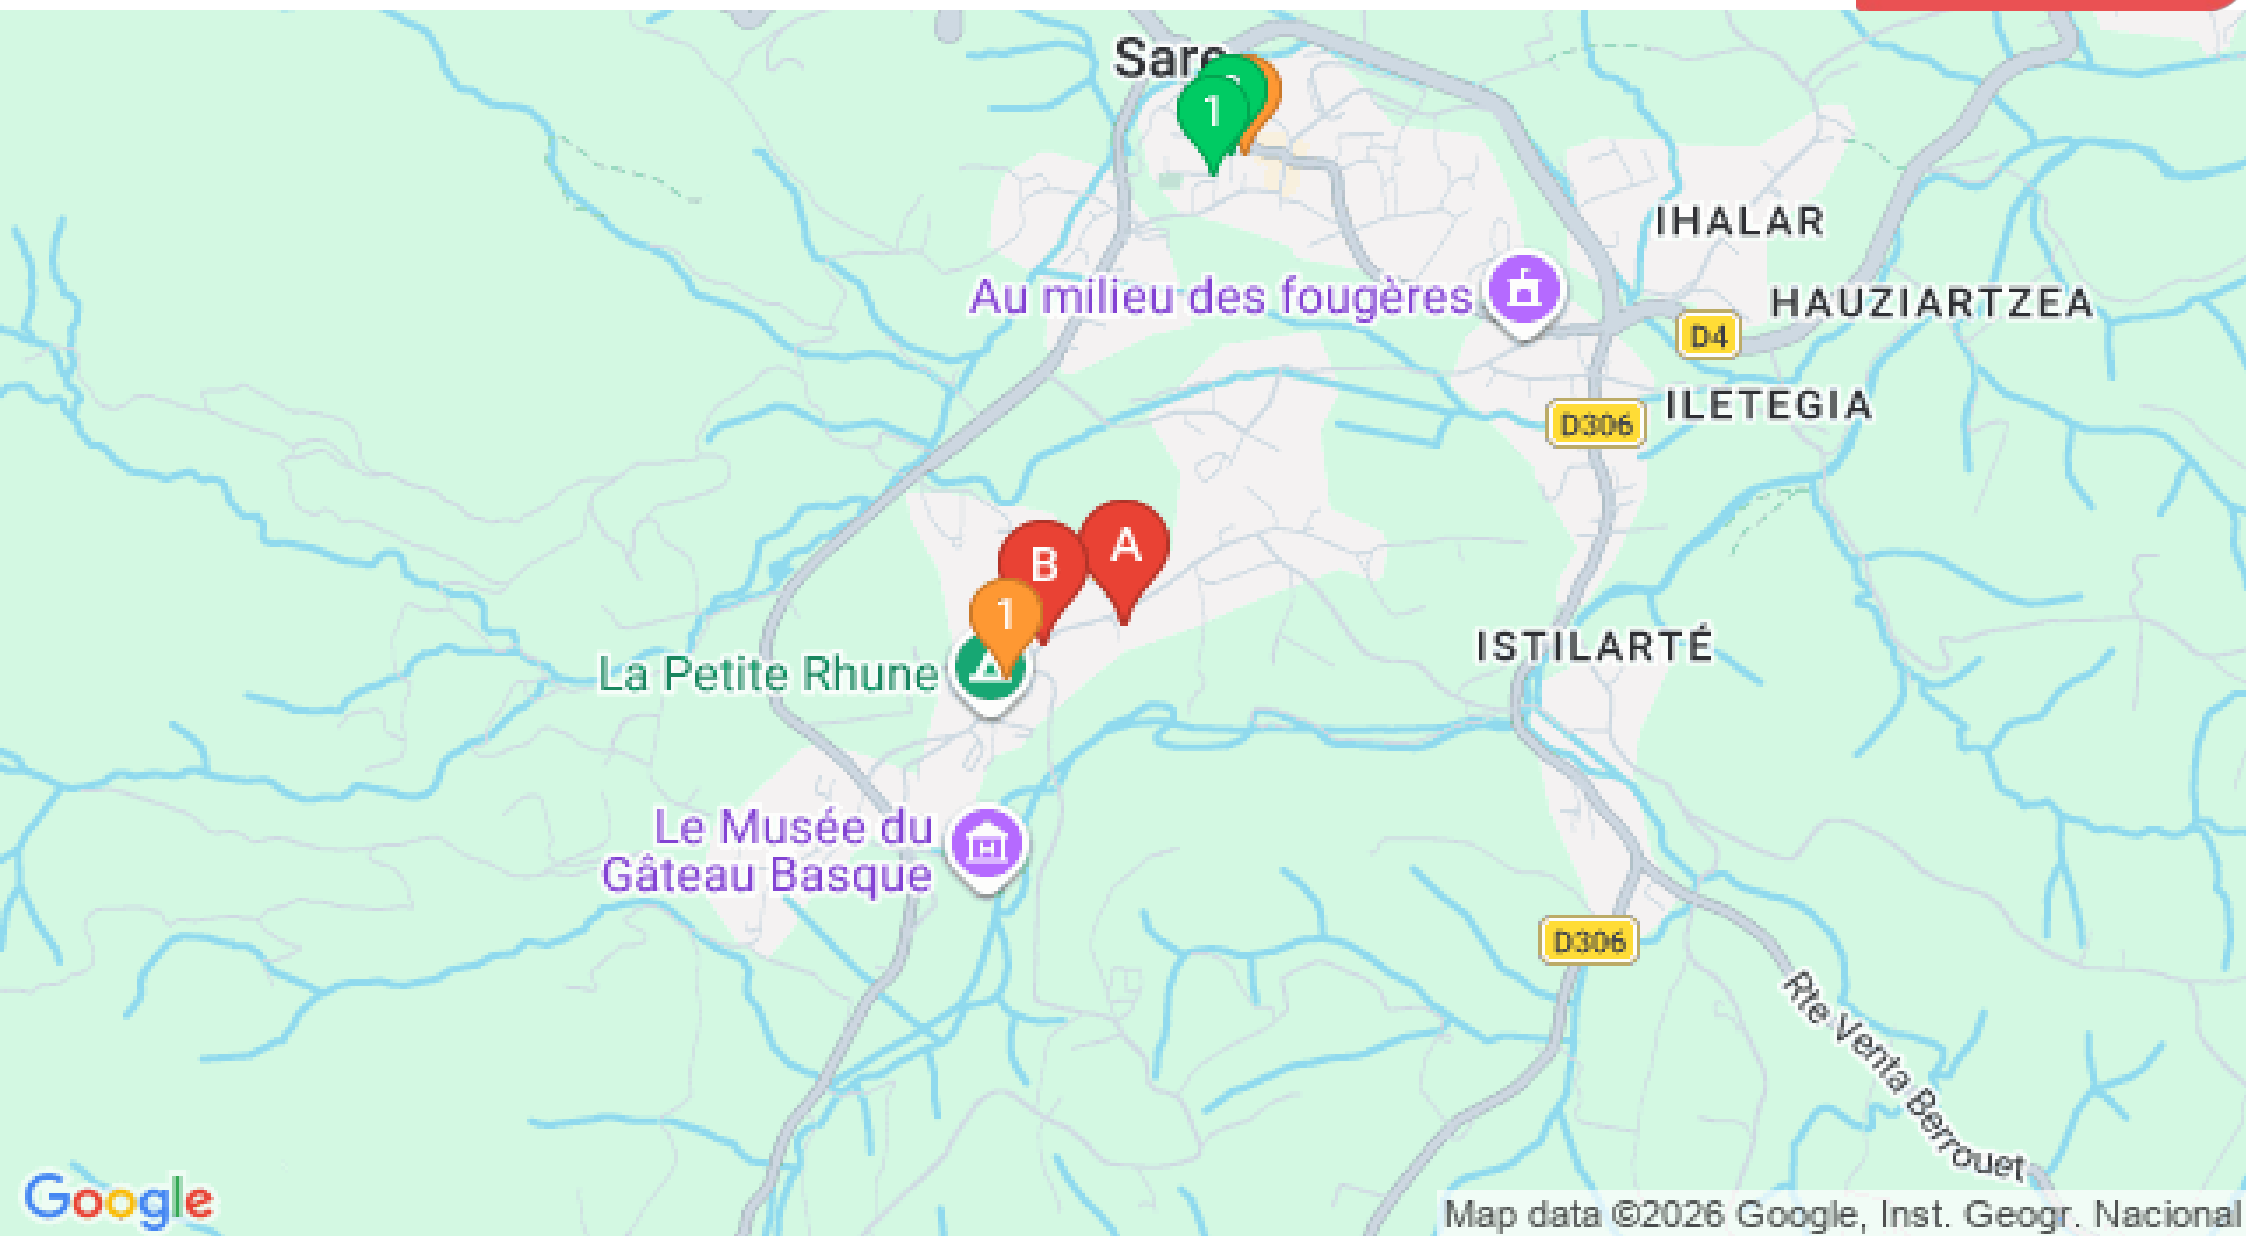 Sare
1
IHALAR
Au milieu des fougères
HAUZIARTZEA
D4
ILETEGIA
D306
A
B
1
ISTILARTÉ
La Petite Rhune
Le Musée du
Gâteau Basque
D306
Rte Venta Berrouet
Google
Map data ©2026 Google, Inst. Geogr. Nacional